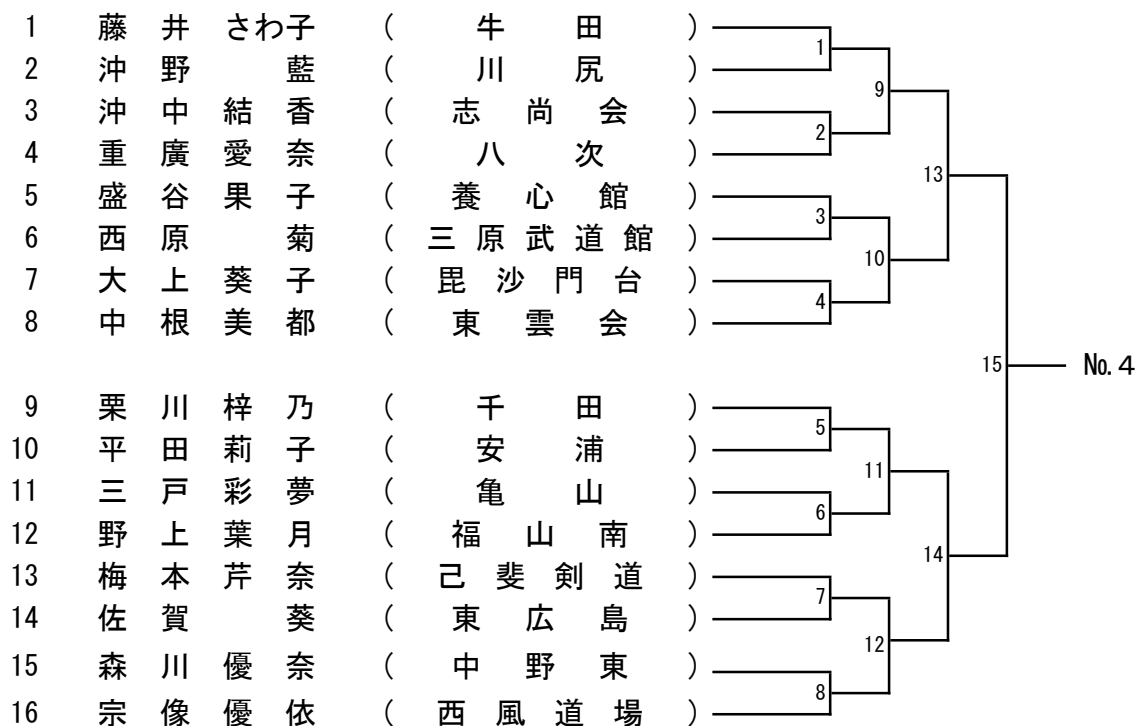 1 藤井 さわ子 ( 牛田 )
2 沖野 藍 ( 川尻 )
3 沖中結香 ( 志尚会 )
4 重廣愛奈 ( 八次 )
5 盛谷果子 ( 養心館 )
6 西原 菊 ( 三原武道館 )
7 大上葵子 ( 毘沙門台 )
8 中根美都 ( 東雲会 )
9 栗川梓乃 ( 千田 )
10 平田莉子 ( 安浦 )
11 三戸彩夢 ( 亀山 )
12 野上葉月 ( 福山南 )
13 梅本芹奈 ( 己斐剣道 )
14 佐賀 葵 ( 東広島 )
15 森川優奈 ( 中野東 )
16 宗像優依 ( 西風道場 )
1
2
3
4
5
6
7
8
9
10
11
12
13
14
15
№4